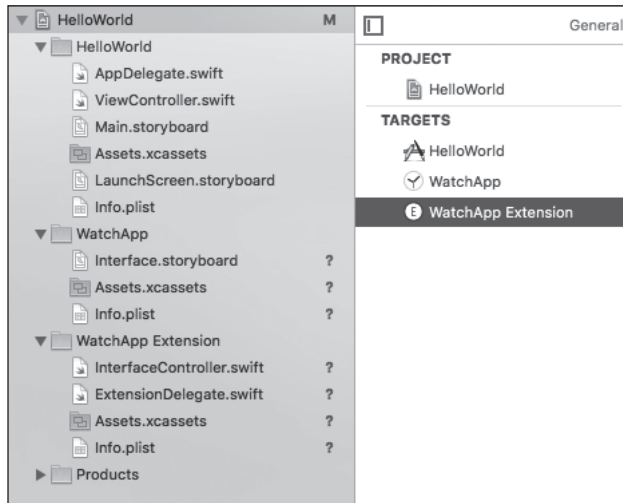 HelloWorld M
HelloWorld
AppDelegate.swift
ViewController.swift
Main.storyboard
Assets.xcassets
LaunchScreen.storyboard
Info.plist
WatchApp
Interface.storyboard ?
Assets.xcassets ?
Info.plist ?
WatchApp Extension
InterfaceController.swift ?
ExtensionDelegate.swift ?
Assets.xcassets ?
Info.plist ?
Products
General
PROJECT
HelloWorld
TARGETS
HelloWorld
WatchApp
E WatchApp Extension